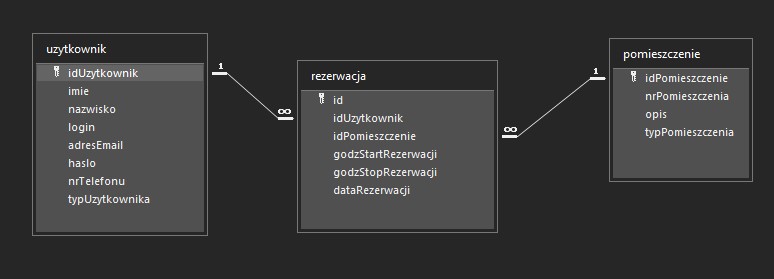 uzytkownik
idUzytkownik
imie
nazwisko
login
adresEmail
haslo
nrTelefonu
typUzytkownika
1
∞
rezerwacja
id
idUzytkownik
idPomieszczenie
godzStartRezerwacji
godzStopRezerwacji
dataRezerwacji
∞
1
pomieszczenie
idPomieszczenie
nrPomieszczenia
opis
typPomieszczenia